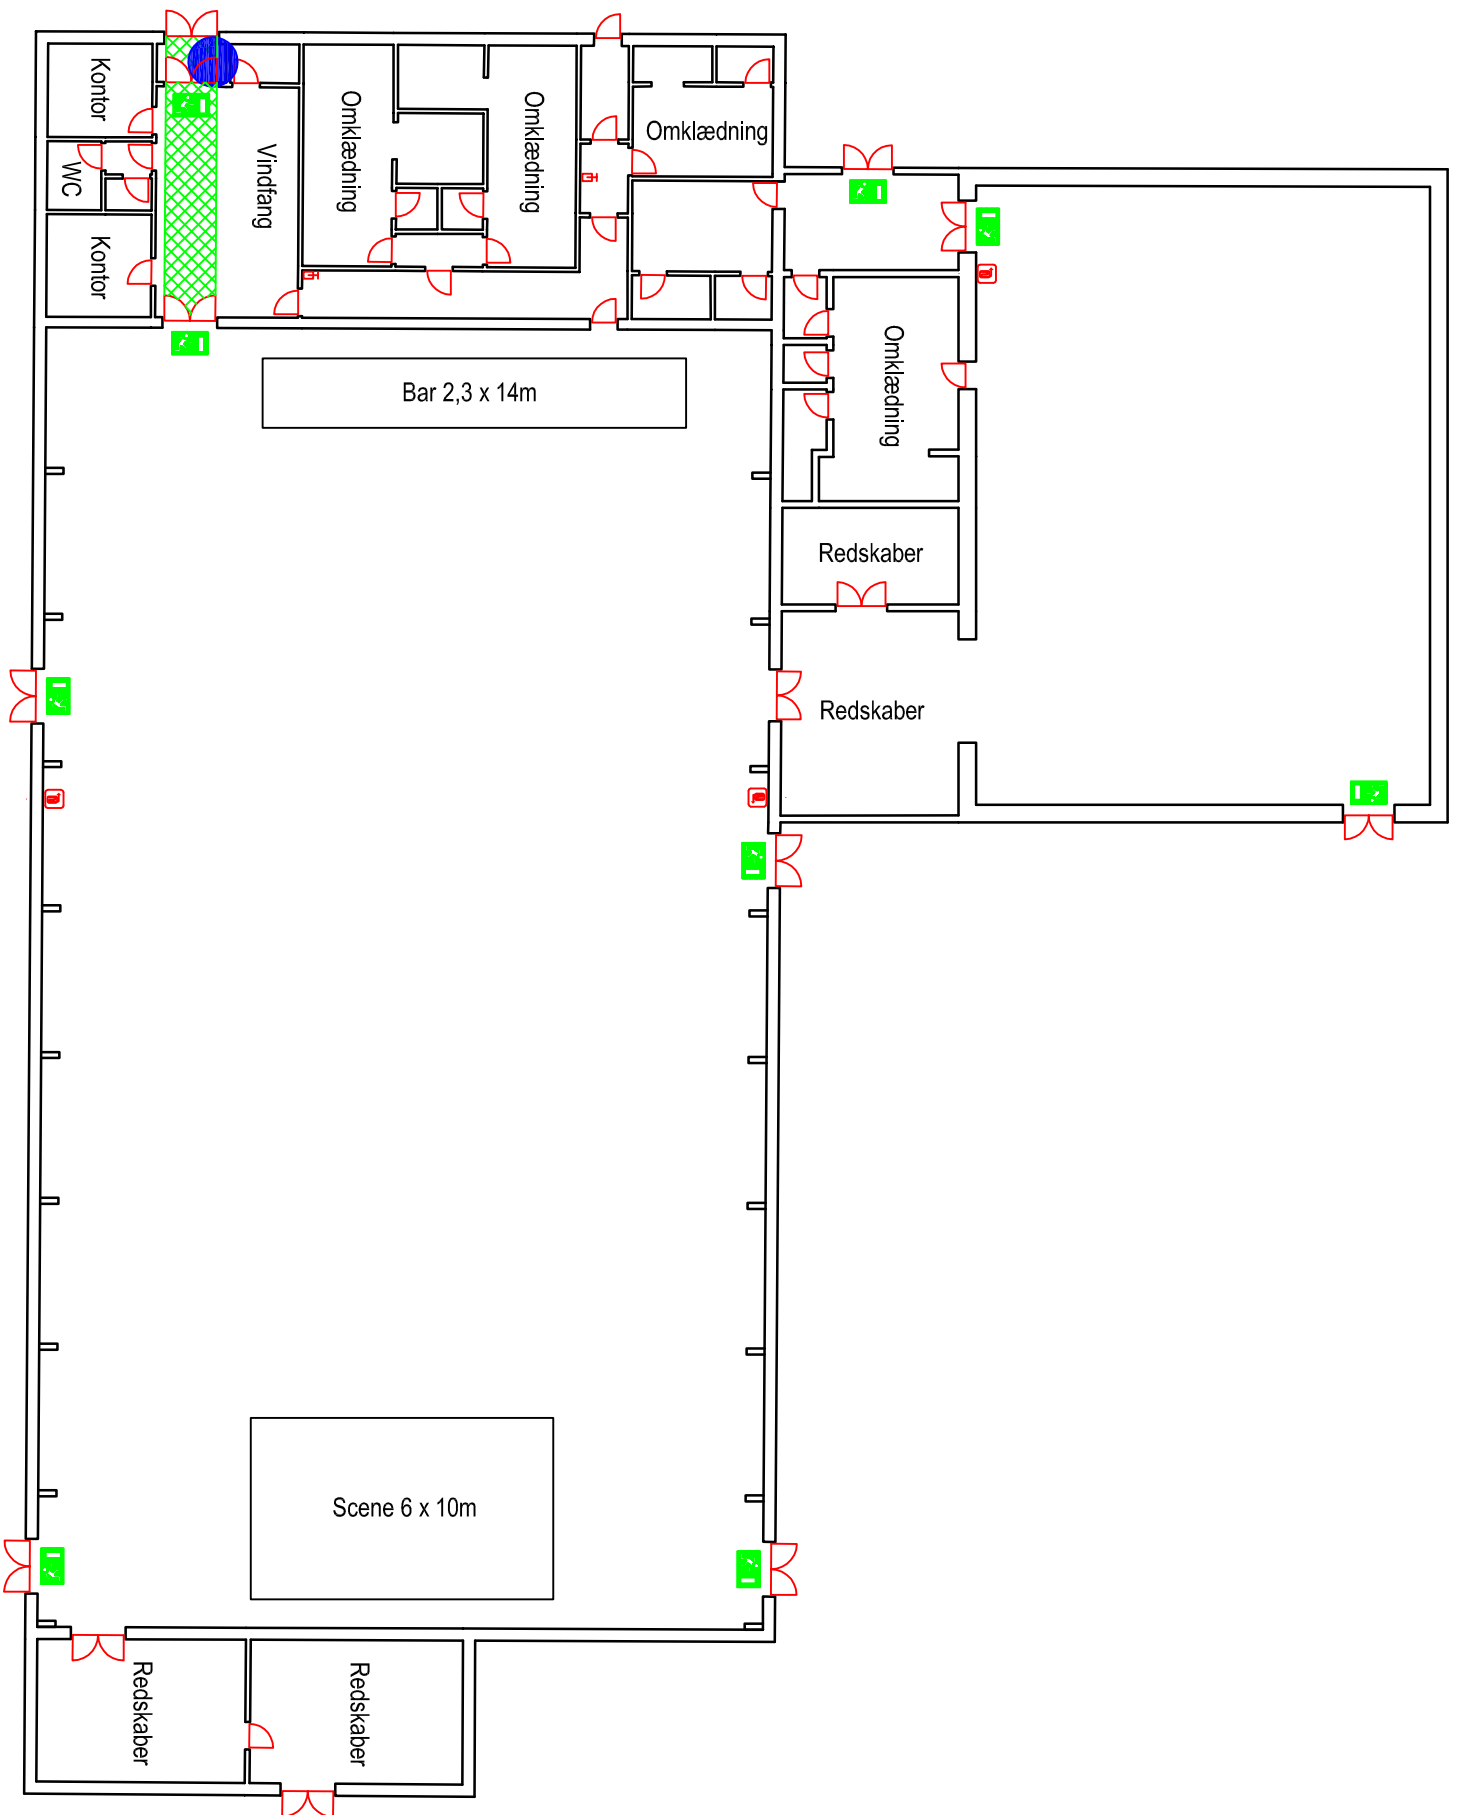 Kontor
WC
Kontor
Vindfang
Omklædning
Omklædning
Omklædning
Omklædning
Bar 2,3 x 14m
Redskaber
Redskaber
Scene 6 x 10m
Redskaber
Redskaber